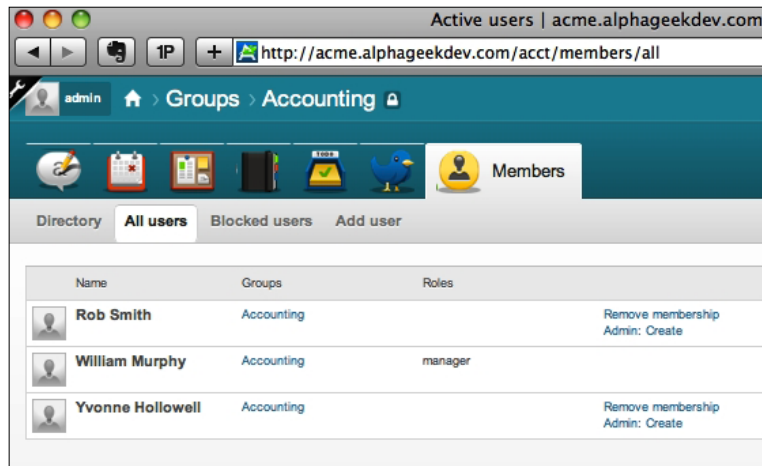 Active users | acme.alphageekdev.com
1P + http://acme.alphageekdev.com/acct/members/all
admin Groups Accounting
TODO Members
Directory All users Blocked users Add user
Name Groups Roles
Rob Smith Accounting Remove membership
Admin: Create
William Murphy Accounting manager
Yvonne Hollowell Accounting Remove membership
Admin: Create